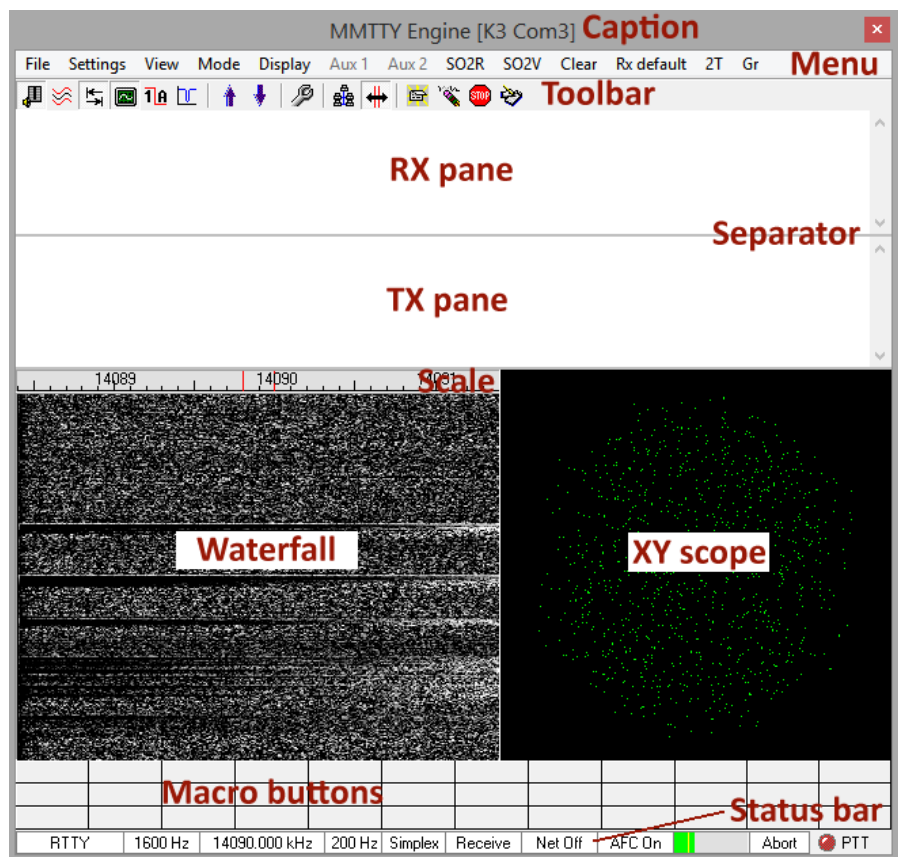 MMTTY Engine [K3 Com3] Caption
File Settings View Mode Display Aux 1 Aux 2 SO2R SO2V Clear Rx default 2T Gr Menu
Toolbar
RX pane
Separator
TX pane
14089 14090 14091 Scale
Waterfall
XY scope
Macro buttons
Status bar
RTTY 1600 Hz 14090.000 kHz 200 Hz Simplex Receive Net Off AFC On Abort PTT